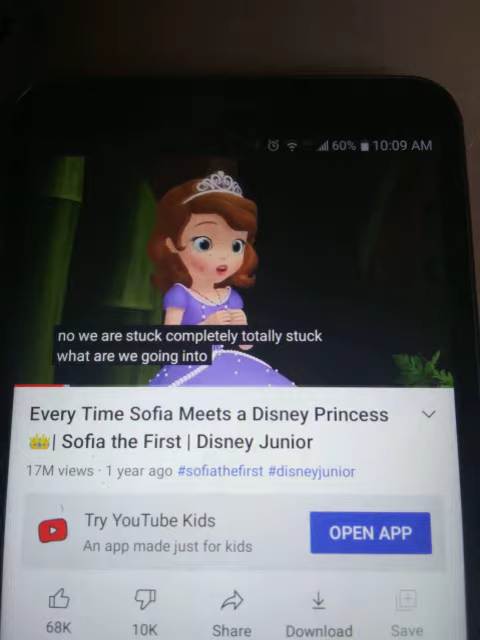 60% 10:09 AM
no we are stuck completely totally stuck
what are we going into
Every Time Sofia Meets a Disney Princess
👑| Sofia the First | Disney Junior
17M views · 1 year ago #sofiathefirst #disneyjunior
Try YouTube Kids
An app made just for kids
OPEN APP
68K 10K Share Download Save